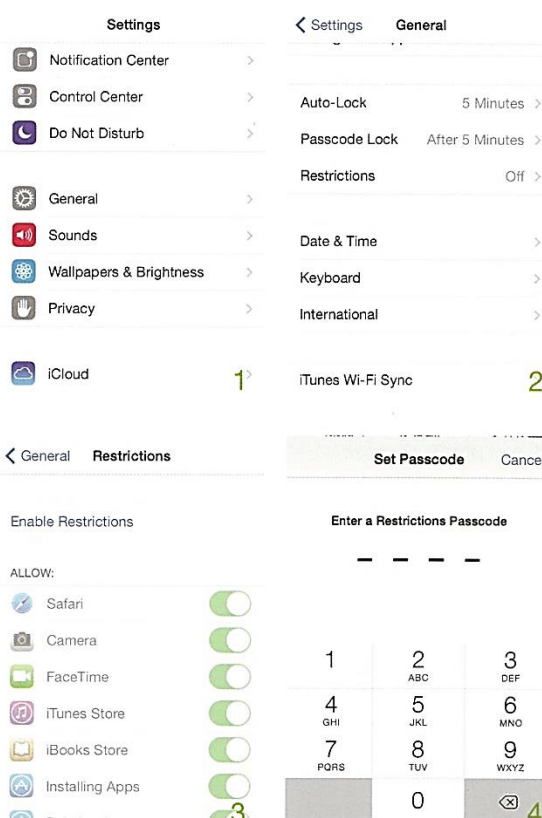 Settings
Notification Center
Control Center
Do Not Disturb
General
Sounds
Wallpapers & Brightness
Privacy
iCloud
1
Settings General
Auto-Lock 5 Minutes
Passcode Lock After 5 Minutes
Restrictions Off
Date & Time
Keyboard
International
iTunes Wi-Fi Sync
2
General Restrictions
Enable Restrictions
ALLOW:
Safari
Camera
FaceTime
iTunes Store
iBooks Store
Installing Apps
3
Set Passcode Cance
Enter a Restrictions Passcode
1 2 3
ABC DEF
4 5 6
GHI JKL MNO
7 8 9
PQRS TUV WXYZ
0
4